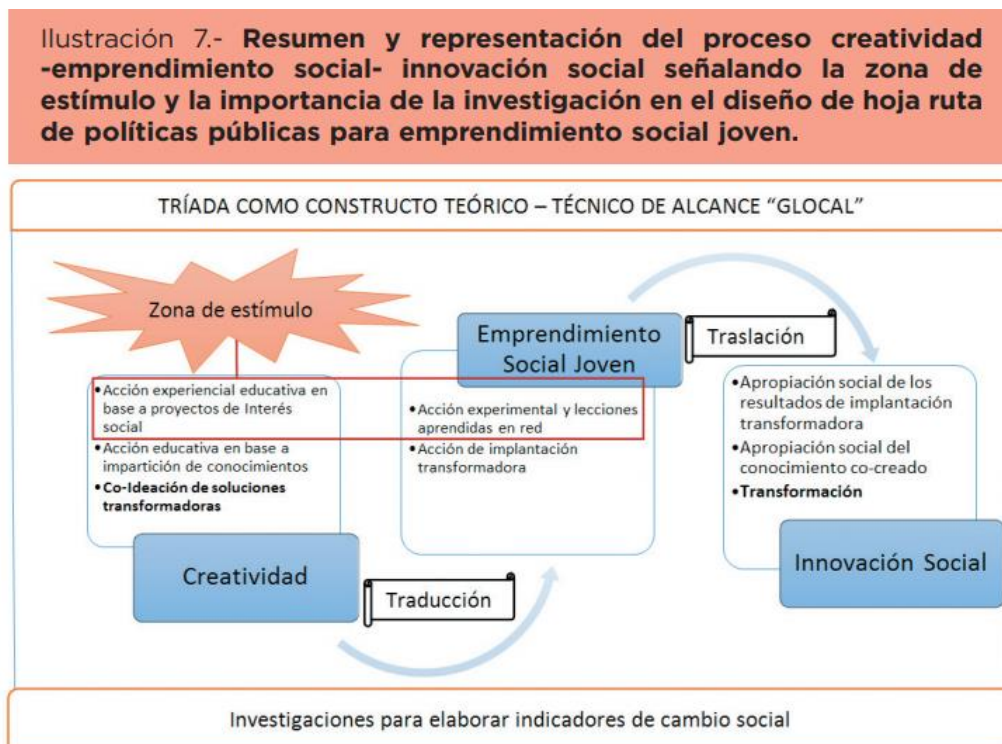 Ilustración 7.- Resumen y representación del proceso creatividad
-emprendimiento social- innovación social señalando la zona de
estímulo y la importancia de la investigación en el diseño de hoja ruta
de políticas públicas para emprendimiento social joven.
TRÍADA COMO CONSTRUCTO TEÓRICO – TÉCNICO DE ALCANCE “GLOCAL”
Zona de estímulo
•Acción experiencial educativa en
base a proyectos de Interés
social
•Acción educativa en base a
impartición de conocimientos
•Co-Ideación de soluciones
transformadoras
Creatividad
Traducción
Emprendimiento
Social Joven
•Acción experimental y lecciones
aprendidas en red
•Acción de implantación
transformadora
Traslación
•Apropiación social de los
resultados de implantación
transformadora
•Apropiación social del
conocimiento co-creado
•Transformación
Innovación Social
Investigaciones para elaborar indicadores de cambio social